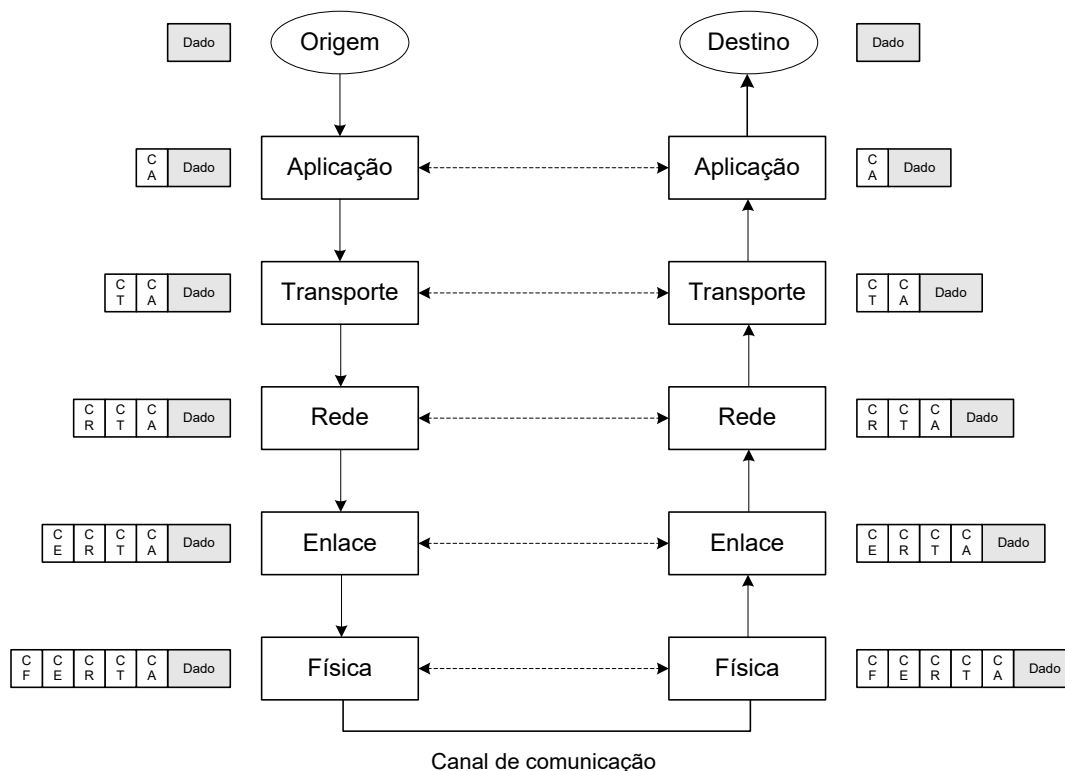 Dado Origem Destino Dado
C A Dado Aplicação Aplicação C A Dado
C T C A Dado Transporte Transporte C T C A Dado
C R C T C A Dado Rede Rede C R C T C A Dado
C E C R C T C A Dado Enlace Enlace C E C R C T C A Dado
C F C E C R C T C A Dado Física Física C F C E C R C T C A Dado
Canal de comunicação